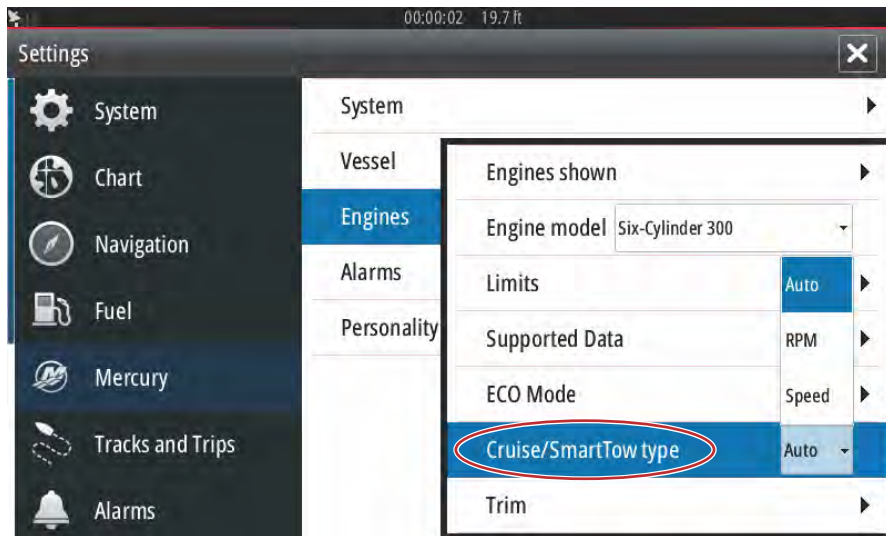 00:00:02 19.7 ft
Settings
System
Chart
Navigation
Fuel
Mercury
Tracks and Trips
Alarms
System
Vessel
Engines
Alarms
Personality
Engines shown
Engine model Six-Cylinder 300
Limits
Supported Data
ECO Mode
Cruise/SmartTow type Auto
Trim
Auto
RPM
Speed